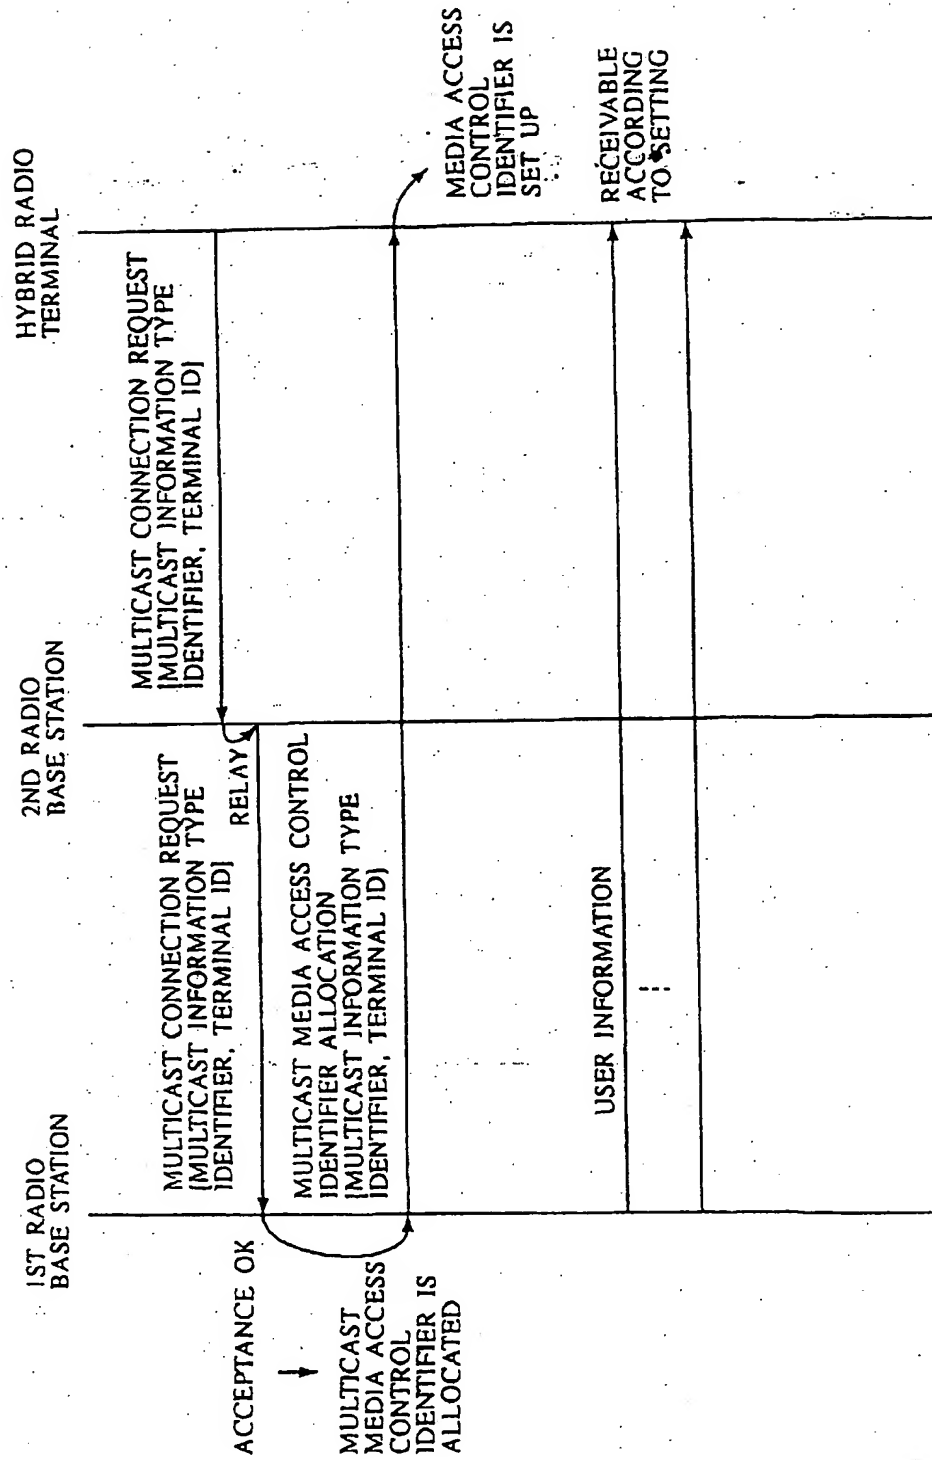 1ST RADIO
BASE STATION
2ND RADIO
BASE STATION
HYBRID RADIO
TERMINAL
MULTICAST CONNECTION REQUEST
[MULTICAST INFORMATION TYPE
IDENTIFIER, TERMINAL ID]
MULTICAST CONNECTION REQUEST
[MULTICAST INFORMATION TYPE
IDENTIFIER, TERMINAL ID]
RELAY
ACCEPTANCE OK
MULTICAST
MEDIA ACCESS
CONTROL
IDENTIFIER IS
ALLOCATED
MULTICAST MEDIA ACCESS CONTROL
IDENTIFIER ALLOCATION
[MULTICAST INFORMATION TYPE
IDENTIFIER, TERMINAL ID]
MEDIA ACCESS
CONTROL
IDENTIFIER IS
SET UP
USER INFORMATION
RECEIVABLE
ACCORDING
TO SETTING